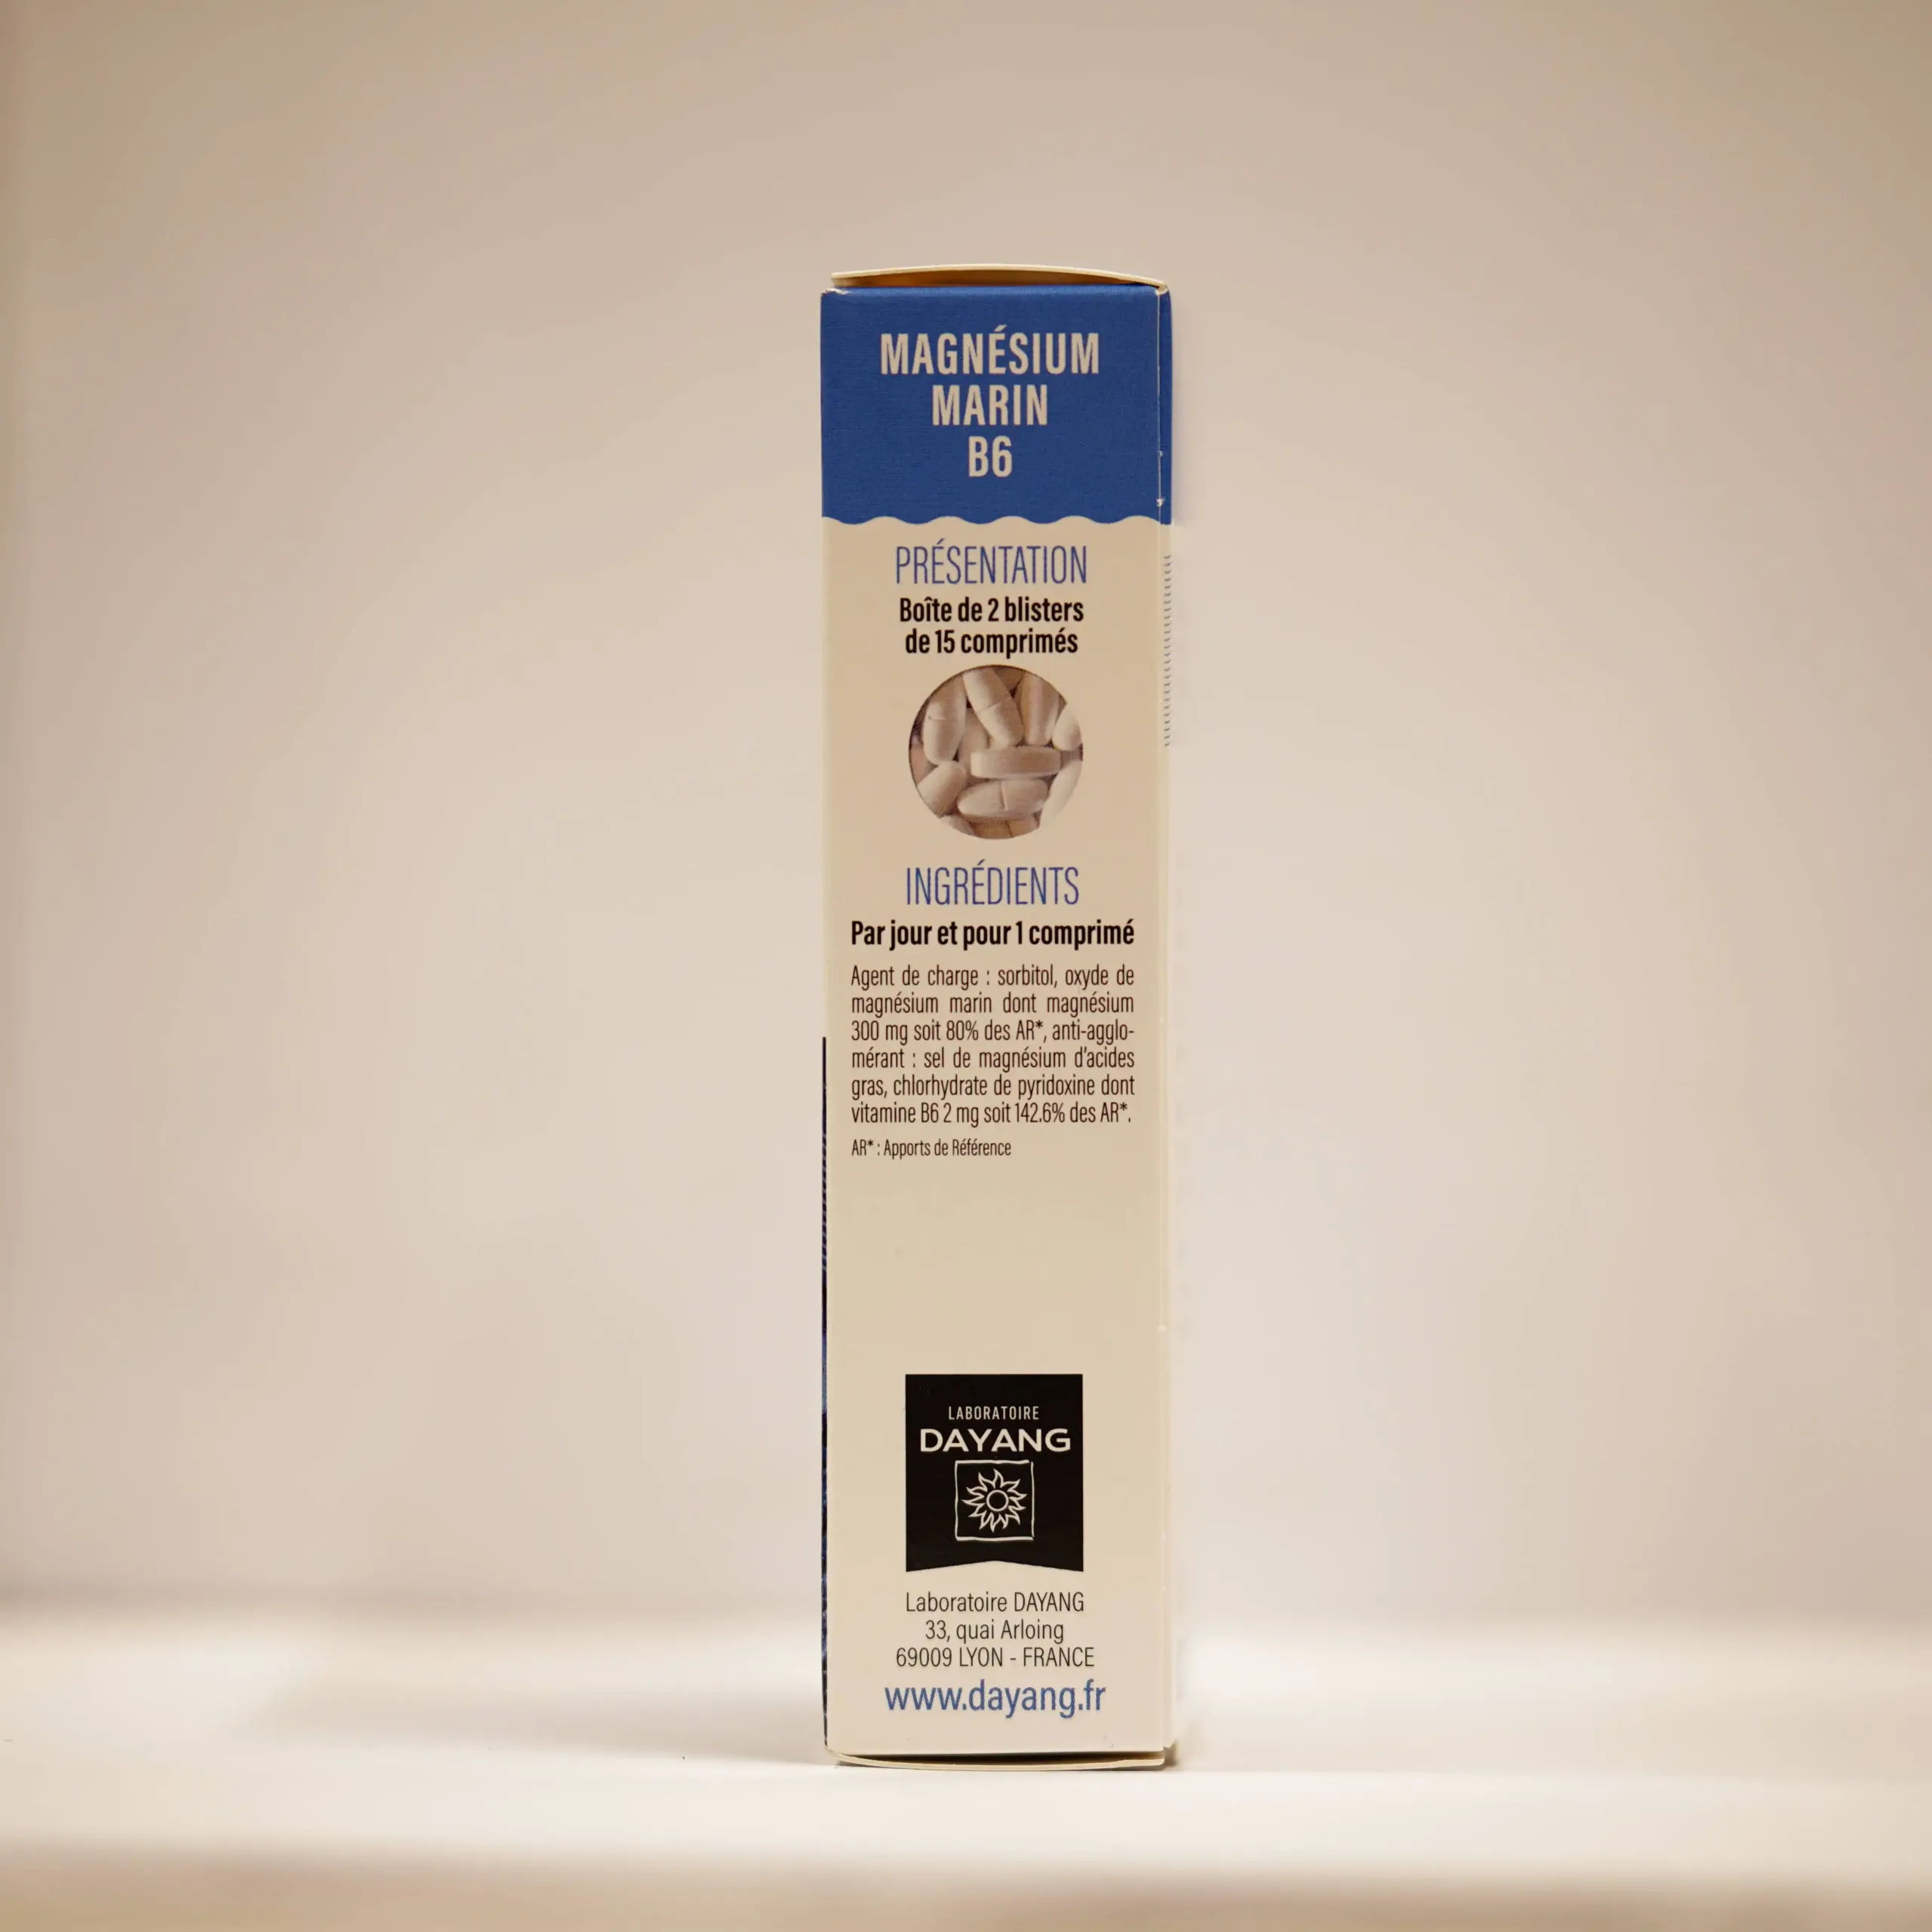 MAGNÉSIUM
MARIN
B6
PRÉSENTATION
Boîte de 2 blisters
de 15 comprimés
INGRÉDIENTS
Par jour et pour 1 comprimé
Agent de charge : sorbitol, oxyde de
magnésium marin dont magnésium
300 mg soit 80% des AR*, anti-agglo-
mérant : sel de magnésium d'acides
gras, chlorhydrate de pyridoxine dont
vitamine B6 2 mg soit 142.6% des AR*.
AR* : Apports de Référence
LABORATOIRE
DAYANG
Laboratoire DAYANG
33, quai Arloing
69009 LYON - FRANCE
www.dayang.fr